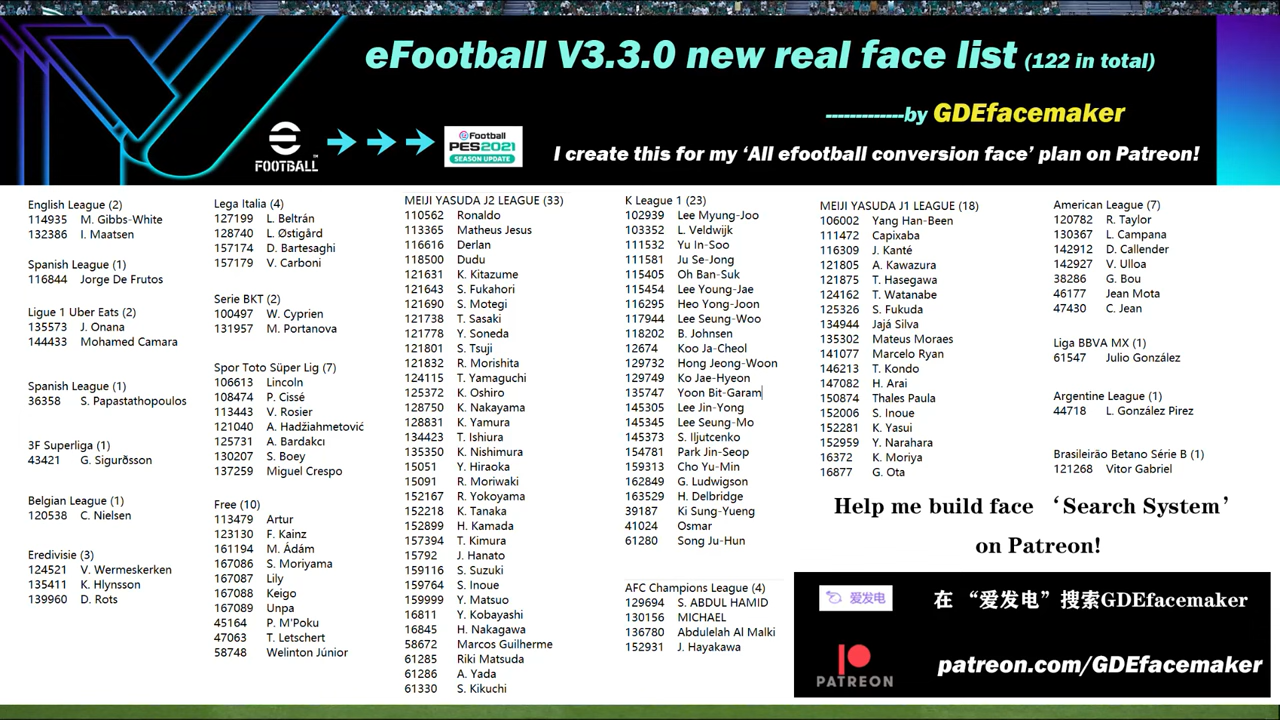 eFootball V3.3.0 new real face list (122 in total)
-------------by GDEfacemaker
FOOTBALL™
eFootball
PES2021
SEASON UPDATE
I create this for my ‘All efootball conversion face’ plan on Patreon!
English League (2)
114935 M. Gibbs-White
132386 I. Maatsen
Spanish League (1)
116844 Jorge De Frutos
Ligue 1 Uber Eats (2)
135573 J. Onana
144433 Mohamed Camara
Spanish League (1)
36358 S. Papastathopoulos
3F Superliga (1)
43421 G. Sigurðsson
Belgian League (1)
120538 C. Nielsen
Eredivisie (3)
124521 V. Wermeskerken
135411 K. Hlynsson
139960 D. Rots
Lega Italia (4)
127199 L. Beltrán
128740 L. Østigård
157174 D. Bartesaghi
157179 V. Carboni
Serie BKT (2)
100497 W. Cyprien
131957 M. Portanova
Spor Toto Süper Lig (7)
106613 Lincoln
108474 P. Cissé
113443 V. Rosier
121040 A. Hadžiahmetović
125731 A. Bardakcı
130207 S. Boey
137259 Miguel Crespo
Free (10)
113479 Artur
123130 F. Kainz
161194 M. Ádám
167086 S. Moriyama
167087 Lily
167088 Keigo
167089 Unpa
45164 P. M'Poku
47063 T. Letschert
58748 Welinton Júnior
MEIJI YASUDA J2 LEAGUE (33)
110562 Ronaldo
113365 Matheus Jesus
116616 Derlan
118500 Dudu
121631 K. Kitazume
121643 S. Fukahori
121690 S. Motegi
121738 T. Sasaki
121778 Y. Soneda
121801 S. Tsuji
121832 R. Morishita
124115 T. Yamaguchi
125372 K. Oshiro
128750 K. Nakayama
128831 K. Yamura
134423 T. Ishiura
135350 K. Nishimura
15051 Y. Hiraoka
15091 R. Moriwaki
152167 R. Yokoyama
152218 K. Tanaka
152899 H. Kamada
157394 T. Kimura
15792 J. Hanato
159116 S. Suzuki
159764 S. Inoue
159999 Y. Matsuo
16811 Y. Kobayashi
16845 H. Nakagawa
58672 Marcos Guilherme
61285 Riki Matsuda
61286 A. Yada
61330 S. Kikuchi
K League 1 (23)
102939 Lee Myung-Joo
103352 L. Veldwijk
111532 Yu In-Soo
111581 Ju Se-Jong
115405 Oh Ban-Suk
115454 Lee Young-Jae
116295 Heo Yong-Joon
117944 Lee Seung-Woo
118202 B. Johnsen
12674 Koo Ja-Cheol
129732 Hong Jeong-Woon
129749 Ko Jae-Hyeon
135747 Yoon Bit-Garam
145305 Lee Jin-Yong
145345 Lee Seung-Mo
145373 S. Iljutcenko
154781 Park Jin-Seop
159313 Cho Yu-Min
162849 G. Ludwigson
163529 H. Delbridge
39187 Ki Sung-Yueng
41024 Osmar
61280 Song Ju-Hun
AFC Champions League (4)
129694 S. ABDUL HAMID
130156 MICHAEL
136780 Abdulelah Al Malki
152931 J. Hayakawa
MEIJI YASUDA J1 LEAGUE (18)
106002 Yang Han-Been
111472 Capixaba
116309 J. Kanté
121805 A. Kawazura
121875 T. Hasegawa
124162 T. Watanabe
125326 S. Fukuda
134944 Jajá Silva
135302 Mateus Moraes
141077 Marcelo Ryan
146213 T. Kondo
147082 H. Arai
150874 Thales Paula
152006 S. Inoue
152281 K. Yasui
152959 Y. Narahara
16372 K. Moriya
16877 G. Ota
American League (7)
120782 R. Taylor
130367 L. Campana
142912 D. Callender
142927 V. Ulloa
38286 G. Bou
46177 Jean Mota
47430 C. Jean
Liga BBVA MX (1)
61547 Julio González
Argentine League (1)
44718 L. González Pirez
Brasileirão Betano Série B (1)
121268 Vitor Gabriel
Help me build face ‘Search System’
on Patreon!
爱发电
在 “爱发电”搜索GDEfacemaker
PATREON
patreon.com/GDEfacemaker